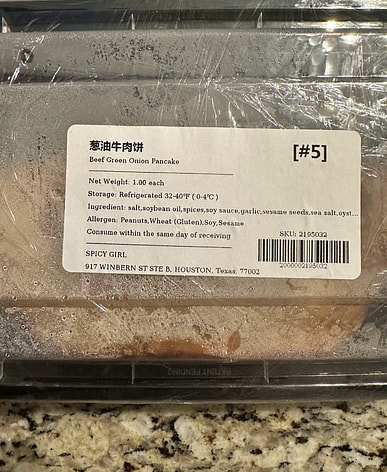 葱油牛肉饼
[#5]
Beef Green Onion Pancake
Net Weight: 1.00 each
Storage: Refrigerated 32-40°F ( 0-4°C )
Ingredient: salt,soybean oil,spices,soy sauce,garlic,sesame seeds,sea salt,oyst...
Allergen: Peanuts,Wheat (Gluten),Soy,Sesame
Consume within the same day of receiving
SKU: 2195032
SPICY GIRL
917 WINBERN ST STE B, HOUSTON, Texas, 77002
2000002195032
PATENT PENDING